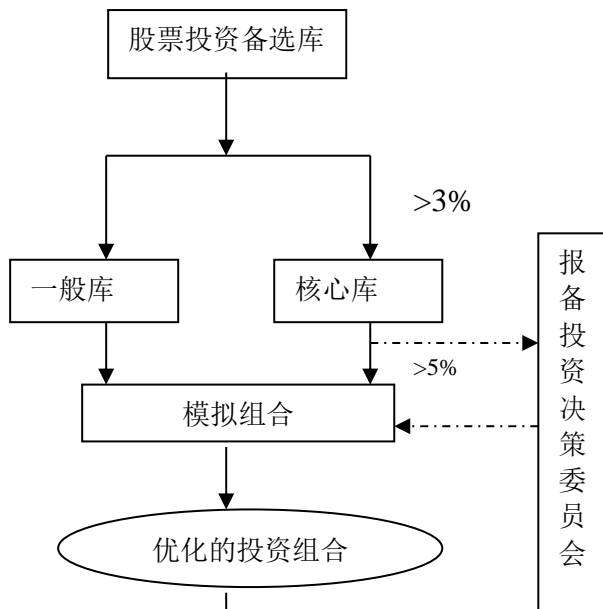 股票投资备选库
>3%
一般库
核心库
>5%
模拟组合
优化的投资组合
报
备
投
资
决
策
委
员
会